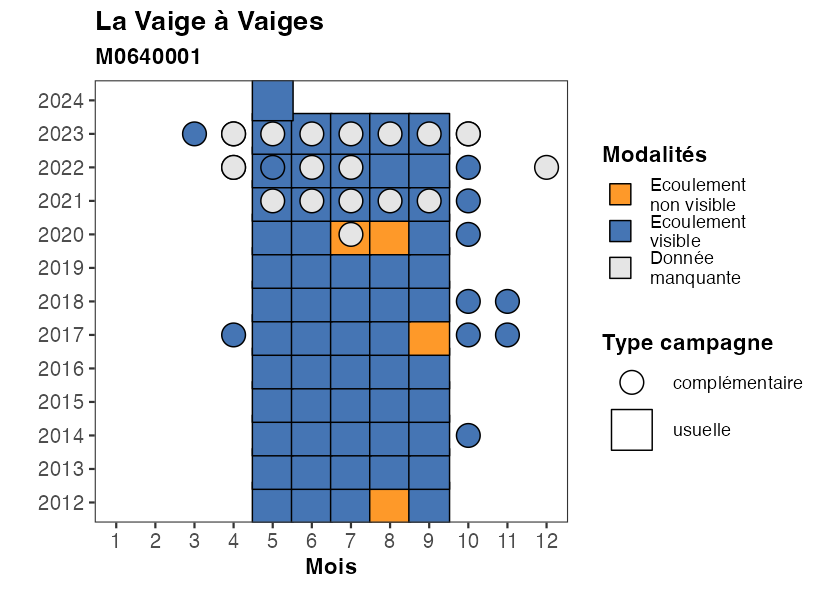 La Vaige à Vaiges
M0640001
2024
2023
2022
2021
2020
2019
2018
2017
2016
2015
2014
2013
2012
1 2 3 4 5 6 7 8 9 10 11 12
Mois
Modalités
Ecoulement
non visible
Ecoulement
visible
Donnée
manquante
Type campagne
complémentaire
usuelle